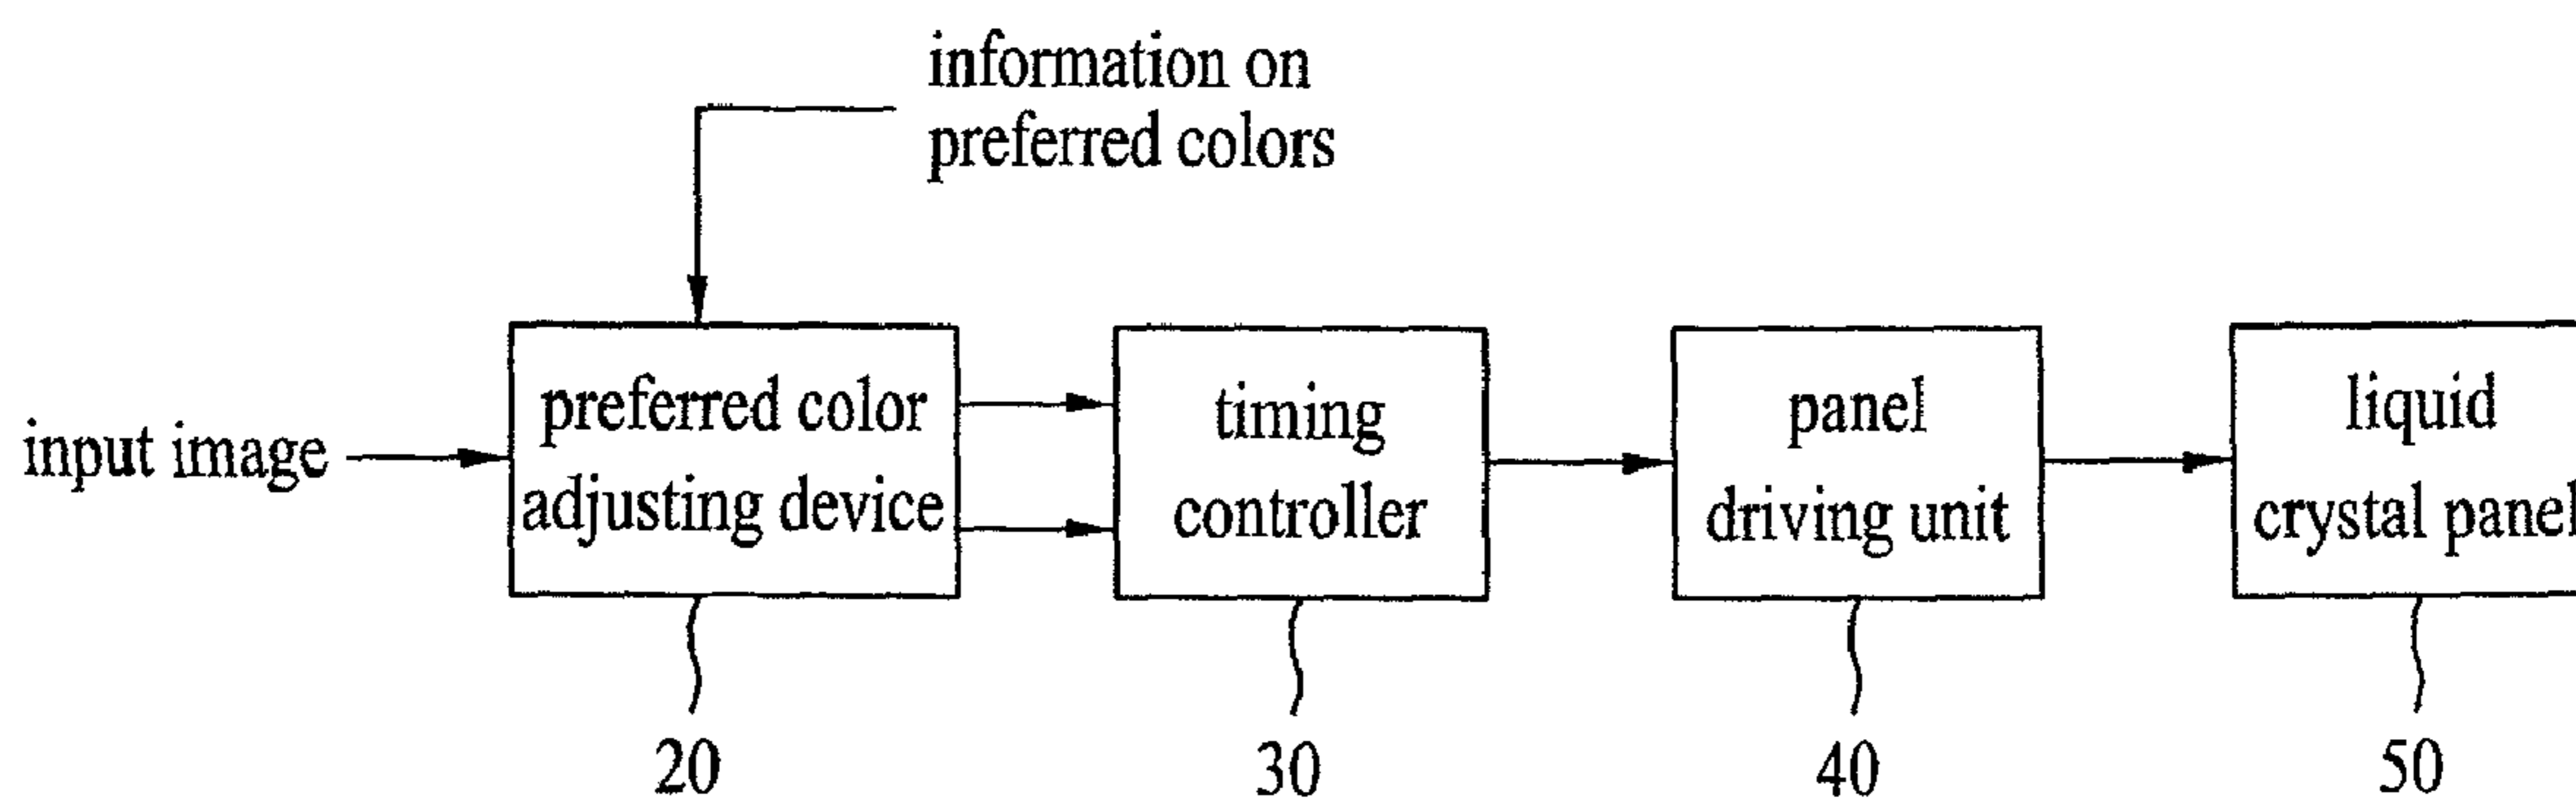 information on
preferred colors
input image
preferred color
adjusting device
timing
controller
panel
driving unit
liquid
crystal panel
20
30
40
50